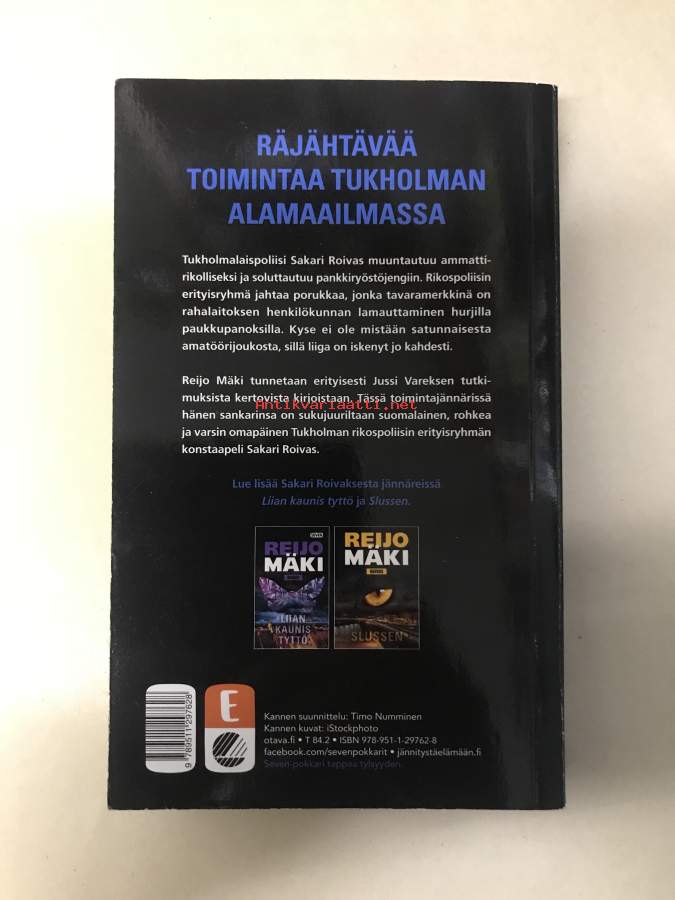 RÄJÄHTÄVÄÄ
TOIMINTAA TUKHOLMAN
ALAMAAILMASSA
Tukholmalaispoliisi Sakari Roivas muuntautuu ammatti-
rikolliseksi ja soluttautuu pankkiryöstöjengiin. Rikospoliisin
erityisryhmä jahtaa porukkaa, jonka tavaramerkkinä on
rahalaitoksen henkilökunnan lamauttaminen hurjilla
paukkupanoksilla. Kyse ei ole mistään satunnaisesta
amatöörijoukosta, sillä liiga on iskenyt jo kahdesti.
Reijo Mäki tunnetaan erityisesti Jussi Vareksen tutki-
muksista kertovista kirjoistaan. Tässä toimintajännärissä
Antikvariaatti.net
hänen sankarinsa on sukujuuriltaan suomalainen, rohkea
ja varsin omapäinen Tukholman rikospoliisin erityisryhmän
konstaapeli Sakari Roivas.
Lue lisää Sakari Roivaksesta jännäreissä
Liian kaunis tyttö ja Slussen.
REIJO
MÄKI
LIIAN
KAUNIS
TYTTÖ
REIJO
MÄKI
SLUSSEN
9 789511 297628
E
Kannen suunnittelu: Timo Numminen
Kannen kuvat: iStockphoto
otava.fi • T 84.2 • ISBN 978-951-1-29762-8
facebook.com/sevenpokkarit • jännitystäelämään.fi
Seven-pokkari tappaa tylsyyden.